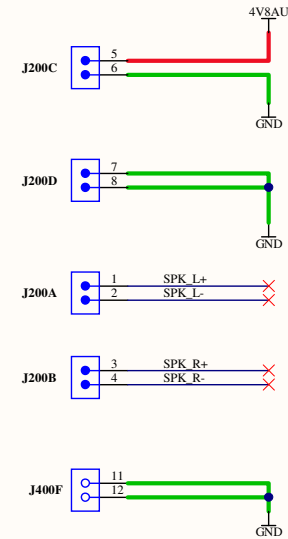 4V8AU
5
J200C
6
GND
7
J200D
8
GND
1 SPK_L+
J200A
2 SPK_L-
3 SPK_R+
J200B
4 SPK_R-
11
J400F
12
GND